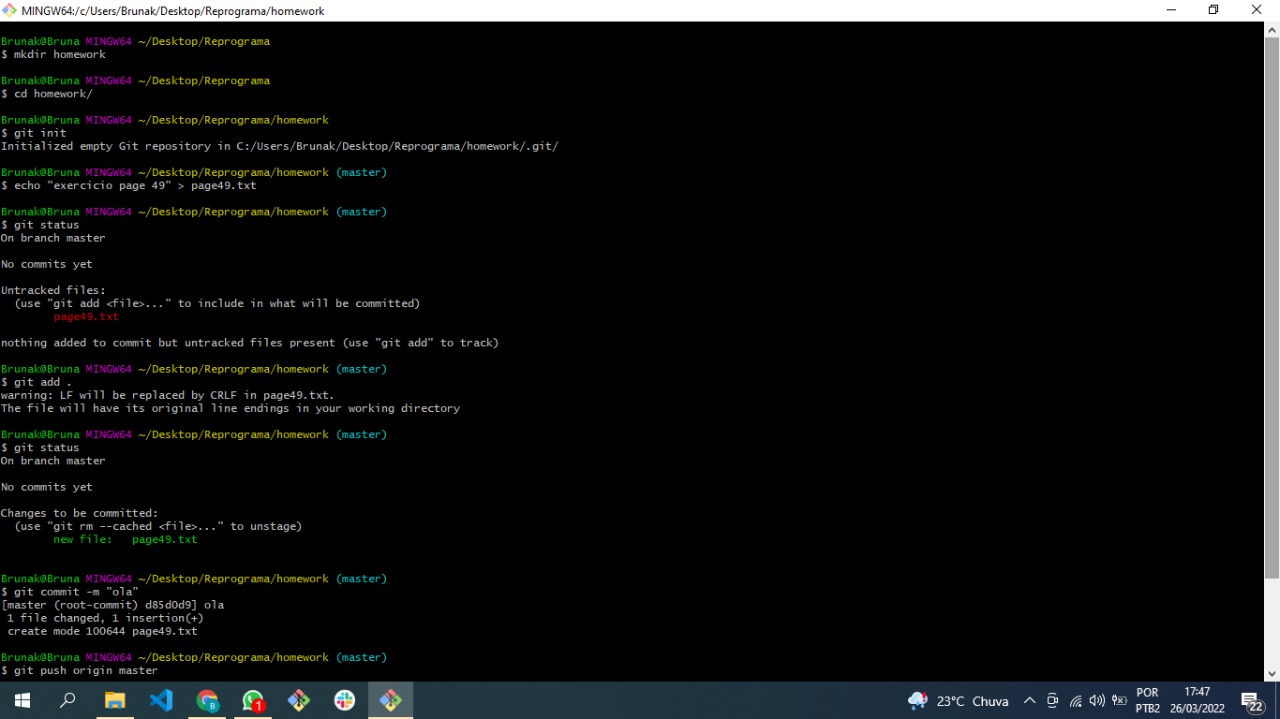 MINGW64:/c/Users/Brunak/Desktop/Reprograma/homework
Brunak@Bruna MINGW64 ~/Desktop/Reprograma
$ mkdir homework
Brunak@Bruna MINGW64 ~/Desktop/Reprograma
$ cd homework/
Brunak@Bruna MINGW64 ~/Desktop/Reprograma/homework
$ git init
Initialized empty Git repository in C:/Users/Brunak/Desktop/Reprograma/homework/.git/
Brunak@Bruna MINGW64 ~/Desktop/Reprograma/homework (master)
$ echo "exercicio page 49" > page49.txt
Brunak@Bruna MINGW64 ~/Desktop/Reprograma/homework (master)
$ git status
On branch master
No commits yet
Untracked files:
(use "git add <file>..." to include in what will be committed)
page49.txt
nothing added to commit but untracked files present (use "git add" to track)
Brunak@Bruna MINGW64 ~/Desktop/Reprograma/homework (master)
$ git add .
warning: LF will be replaced by CRLF in page49.txt.
The file will have its original line endings in your working directory
Brunak@Bruna MINGW64 ~/Desktop/Reprograma/homework (master)
$ git status
On branch master
No commits yet
Changes to be committed:
(use "git rm --cached <file>..." to unstage)
new file:   page49.txt
Brunak@Bruna MINGW64 ~/Desktop/Reprograma/homework (master)
$ git commit -m "ola"
[master (root-commit) d85d0d9] ola
1 file changed, 1 insertion(+)
create mode 100644 page49.txt
Brunak@Bruna MINGW64 ~/Desktop/Reprograma/homework (master)
$ git push origin master
B
1
23°C Chuva
POR
PTB2
17:47
26/03/2022
22